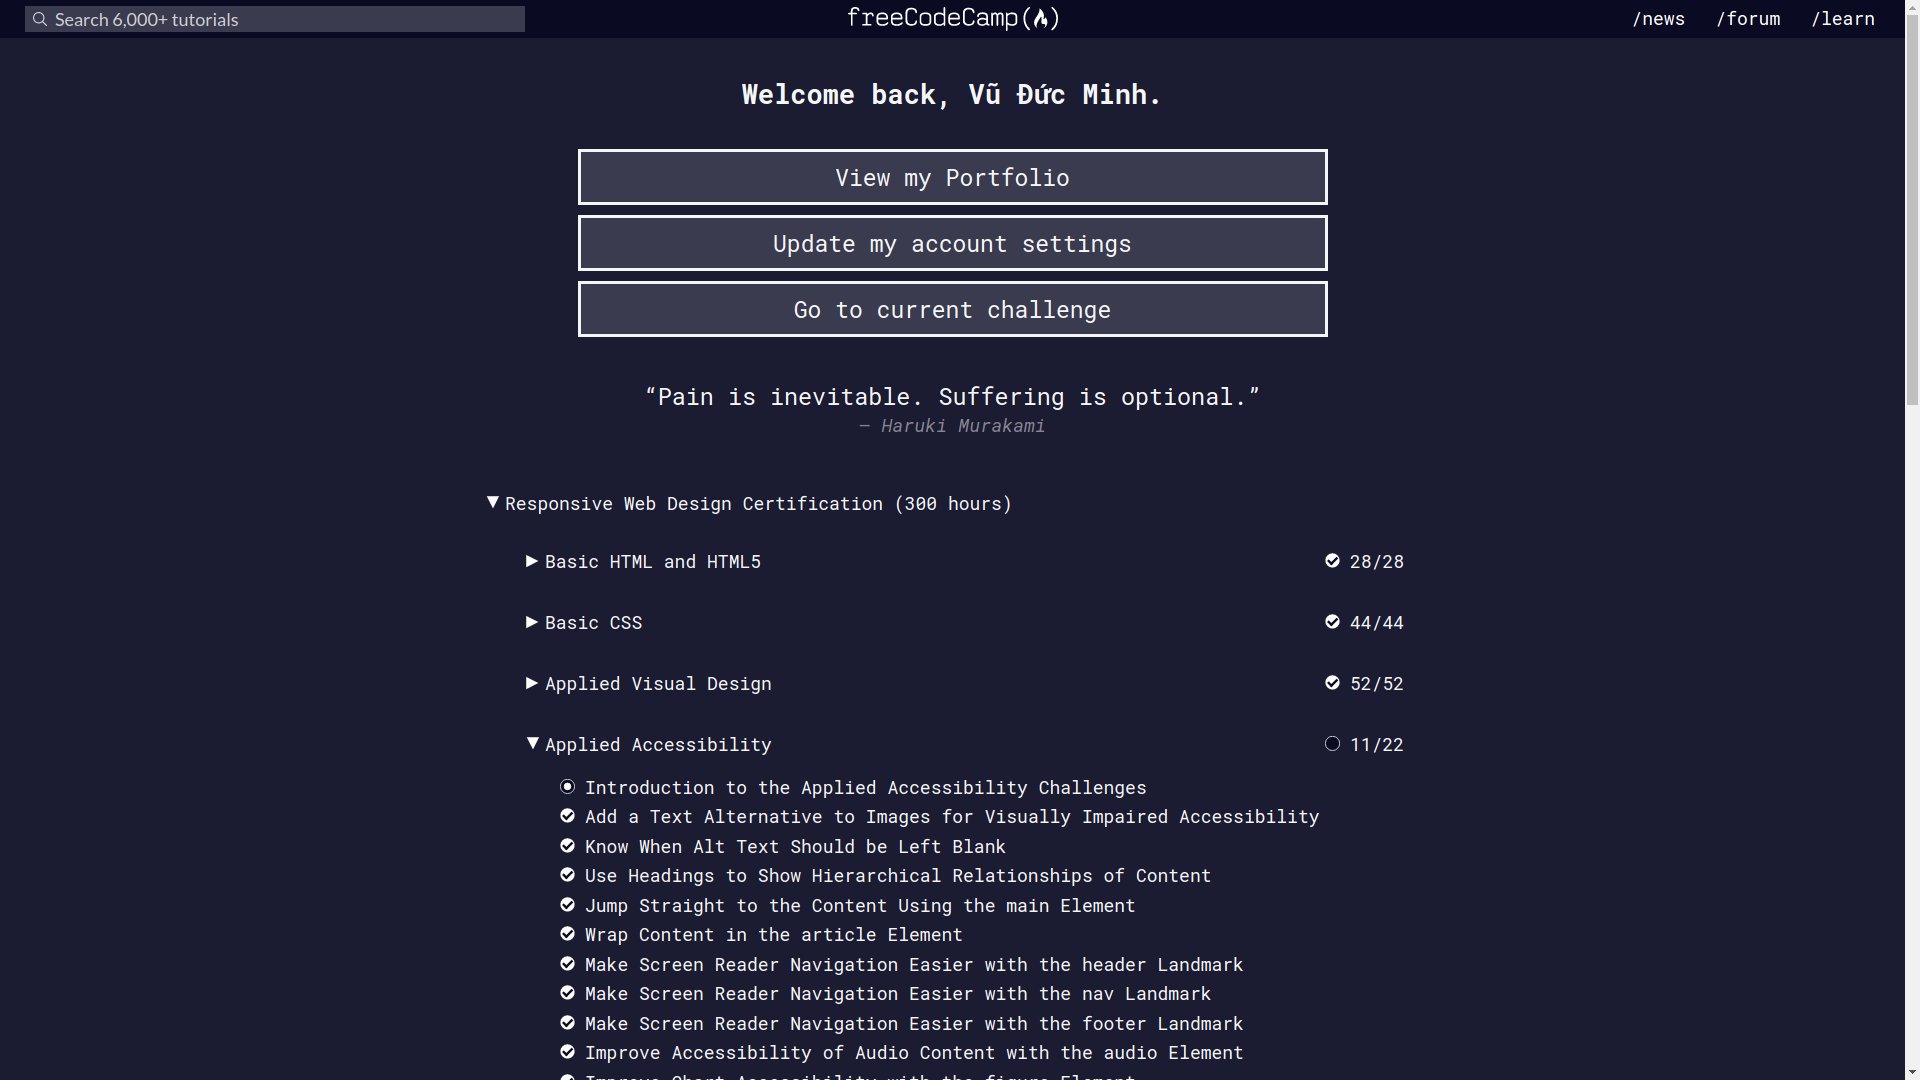 Search 6,000+ tutorials
freeCodeCamp
/news /forum /learn
Welcome back, Vũ Đức Minh.
View my Portfolio
Update my account settings
Go to current challenge
“Pain is inevitable. Suffering is optional.”
— Haruki Murakami
Responsive Web Design Certification (300 hours)
Basic HTML and HTML5 28/28
Basic CSS 44/44
Applied Visual Design 52/52
Applied Accessibility 11/22
Introduction to the Applied Accessibility Challenges
Add a Text Alternative to Images for Visually Impaired Accessibility
Know When Alt Text Should be Left Blank
Use Headings to Show Hierarchical Relationships of Content
Jump Straight to the Content Using the main Element
Wrap Content in the article Element
Make Screen Reader Navigation Easier with the header Landmark
Make Screen Reader Navigation Easier with the nav Landmark
Make Screen Reader Navigation Easier with the footer Landmark
Improve Accessibility of Audio Content with the audio Element
Improve Chart Accessibility with the figure Element